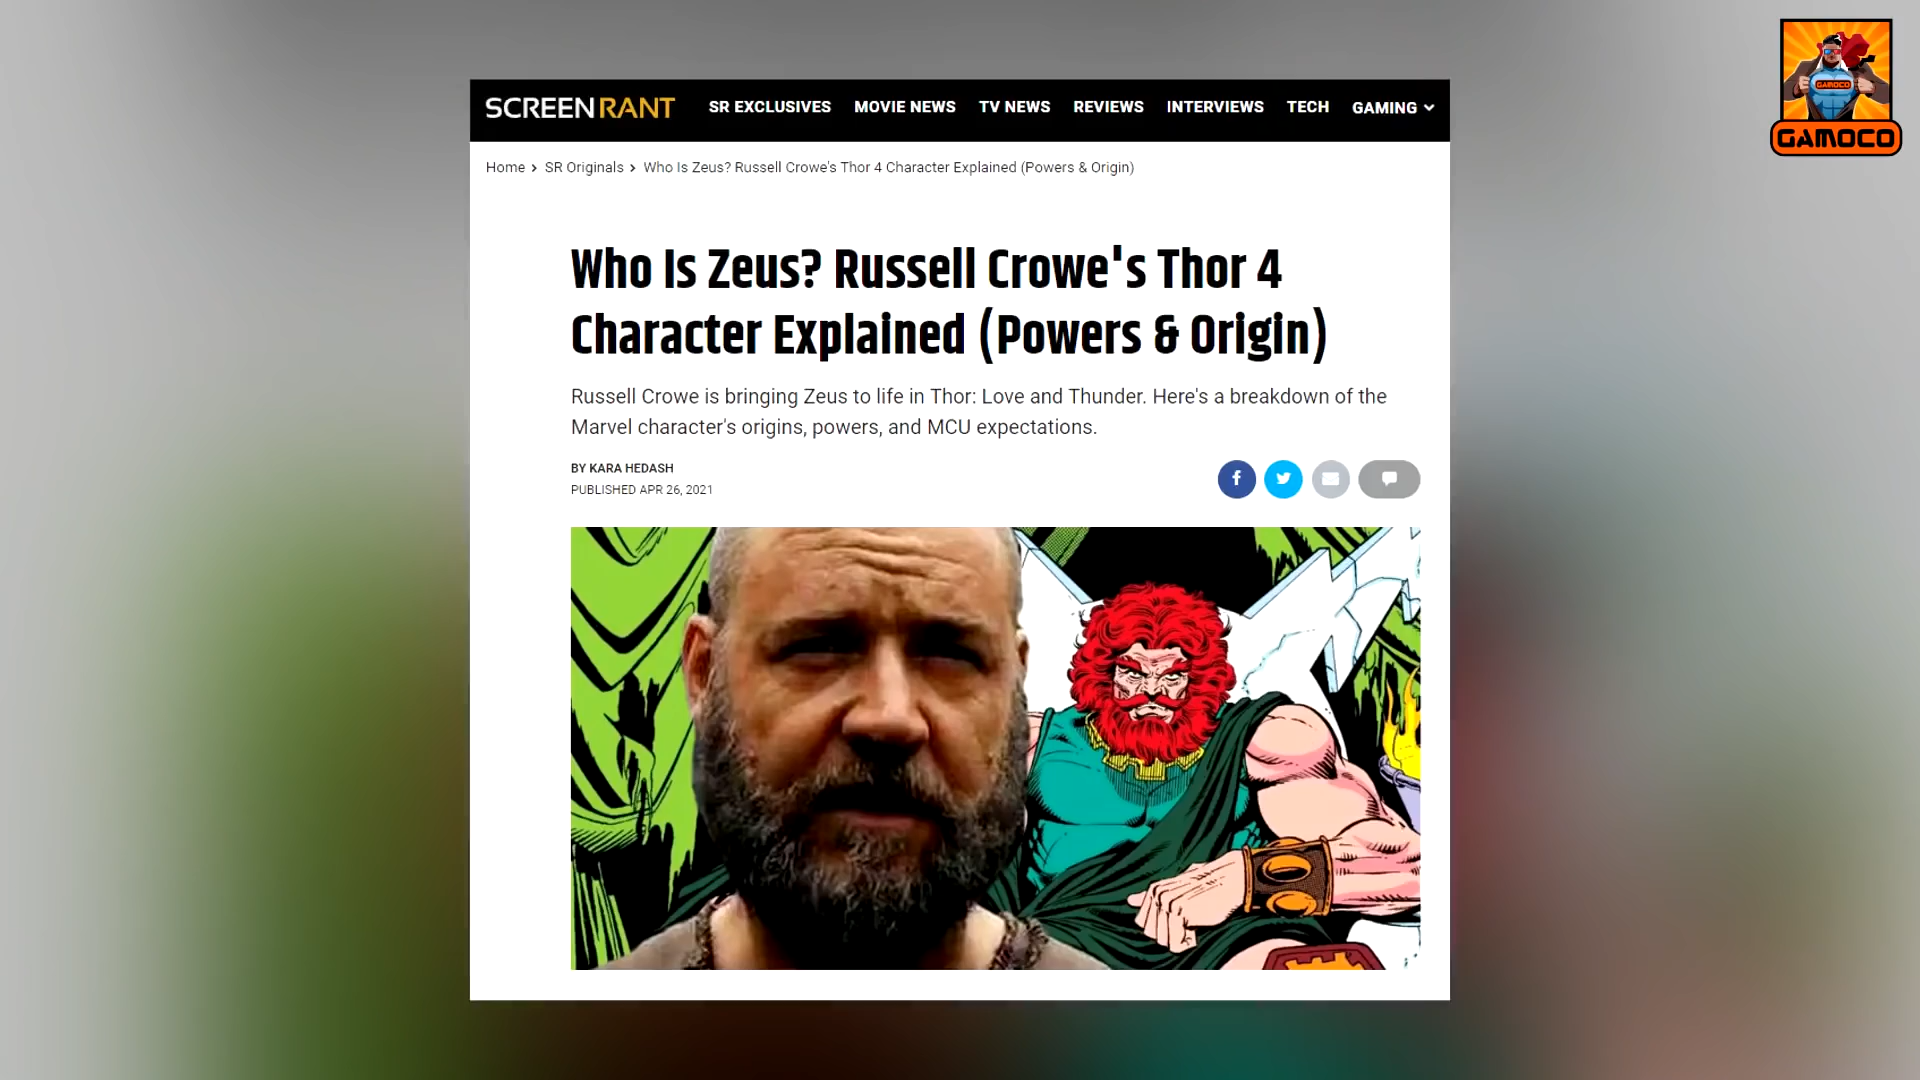 SCREENRANT SR EXCLUSIVES MOVIE NEWS TV NEWS REVIEWS INTERVIEWS TECH GAMING
Home > SR Originals > Who Is Zeus? Russell Crowe's Thor 4 Character Explained (Powers & Origin)
Who Is Zeus? Russell Crowe's Thor 4
Character Explained (Powers & Origin)
Russell Crowe is bringing Zeus to life in Thor: Love and Thunder. Here's a breakdown of the
Marvel character's origins, powers, and MCU expectations.
BY KARA HEDASH
PUBLISHED APR 26, 2021
GAMOCO
GAMOCO